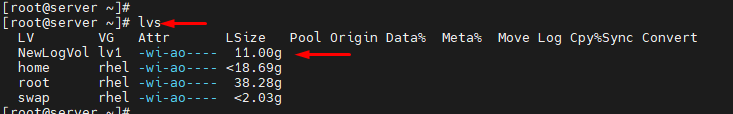 [root@server ~]#
[root@server ~]# lvs
LV VG Attr LSize Pool Origin Data% Meta% Move Log Cpy%Sync Convert
NewLogVol lv1 -wi-ao---- 11.00g
home rhel -wi-ao---- <18.69g
root rhel -wi-ao---- 38.28g
swap rhel -wi-ao---- <2.03g
[root@server ~]#